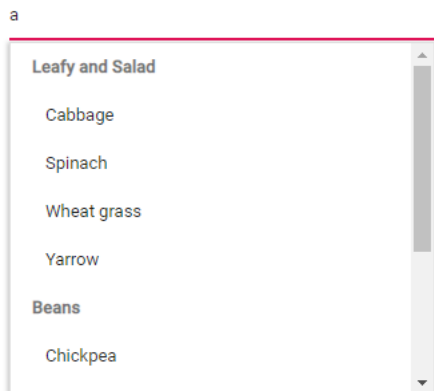 a
Leafy and Salad
Cabbage
Spinach
Wheat grass
Yarrow
Beans
Chickpea